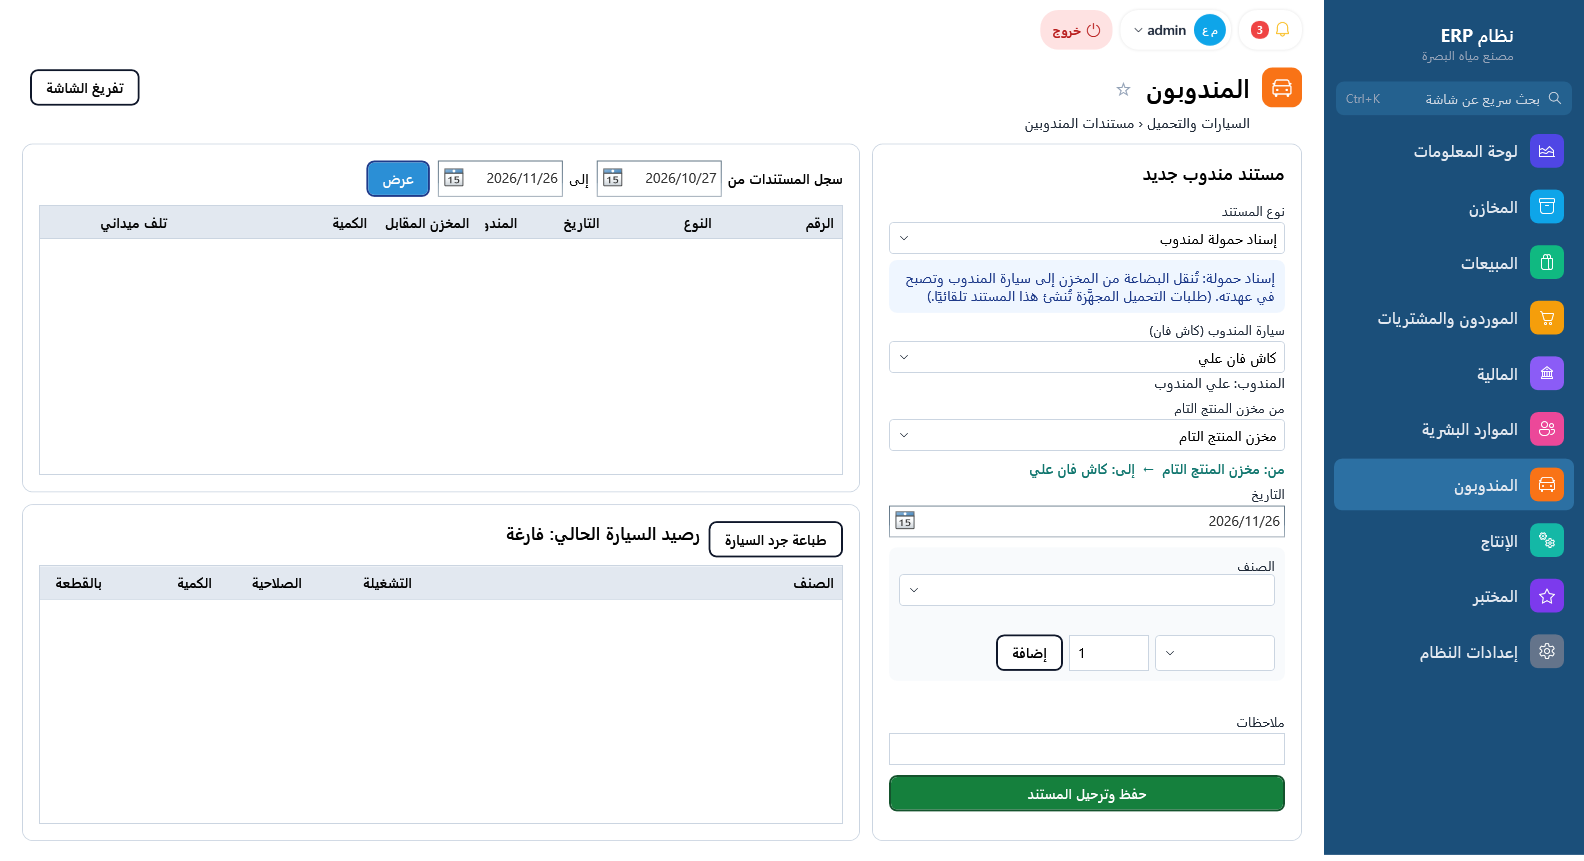 نظام ERP
مصنع مياه البصرة
بحث سريع عن شاشة Ctrl+K
لوحة المعلومات
المخازن
المبيعات
الموردون والمشتريات
المالية
الموارد البشرية
المندوبون
الإنتاج
المختبر
إعدادات النظام
3
م ع admin
خروج
المندوبون
السيارات والتحميل › مستندات المندوبين
تفريغ الشاشة
مستند مندوب جديد
نوع المستند
إسناد حمولة لمندوب
إسناد حمولة: تُنقل البضاعة من المخزن إلى سيارة المندوب وتصبح
في عهدته. (طلبات التحميل المجهَّزة تُنشئ هذا المستند تلقائيًا.)
سيارة المندوب (كاش فان)
كاش فان علي
المندوب: علي المندوب
من مخزن المنتج التام
مخزن المنتج التام
من: مخزن المنتج التام ← إلى: كاش فان علي
التاريخ
2026/11/26 15
الصنف
1 إضافة
ملاحظات
حفظ وترحيل المستند
سجل المستندات من 2026/10/27 15 إلى 2026/11/26 15 عرض
الرقم النوع التاريخ المندو المخزن المقابل الكمية تلف ميداني
طباعة جرد السيارة رصيد السيارة الحالي: فارغة
الصنف التشغيلة الصلاحية الكمية بالقطعة